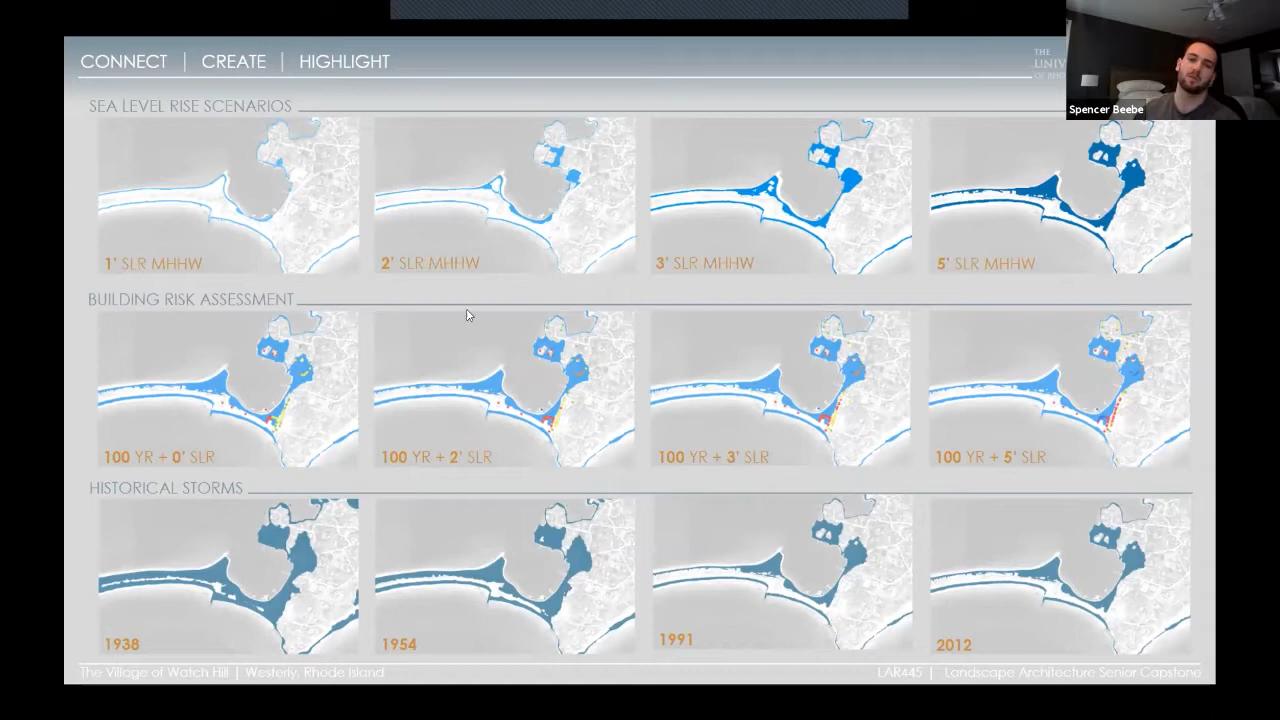 CONNECT | CREATE | HIGHLIGHT
THE
UNIV
Spencer Beebe
SEA LEVEL RISE SCENARIOS
1' SLR MHHW
2' SLR MHHW
3' SLR MHHW
5' SLR MHHW
BUILDING RISK ASSESSMENT
100 YR + 0' SLR
100 YR + 2' SLR
100 YR + 3' SLR
100 YR + 5' SLR
HISTORICAL STORMS
1938
1954
1991
2012
The Village of Watch Hill | Westerly, Rhode Island
LAR445 | Landscape Architecture Senior Capstone